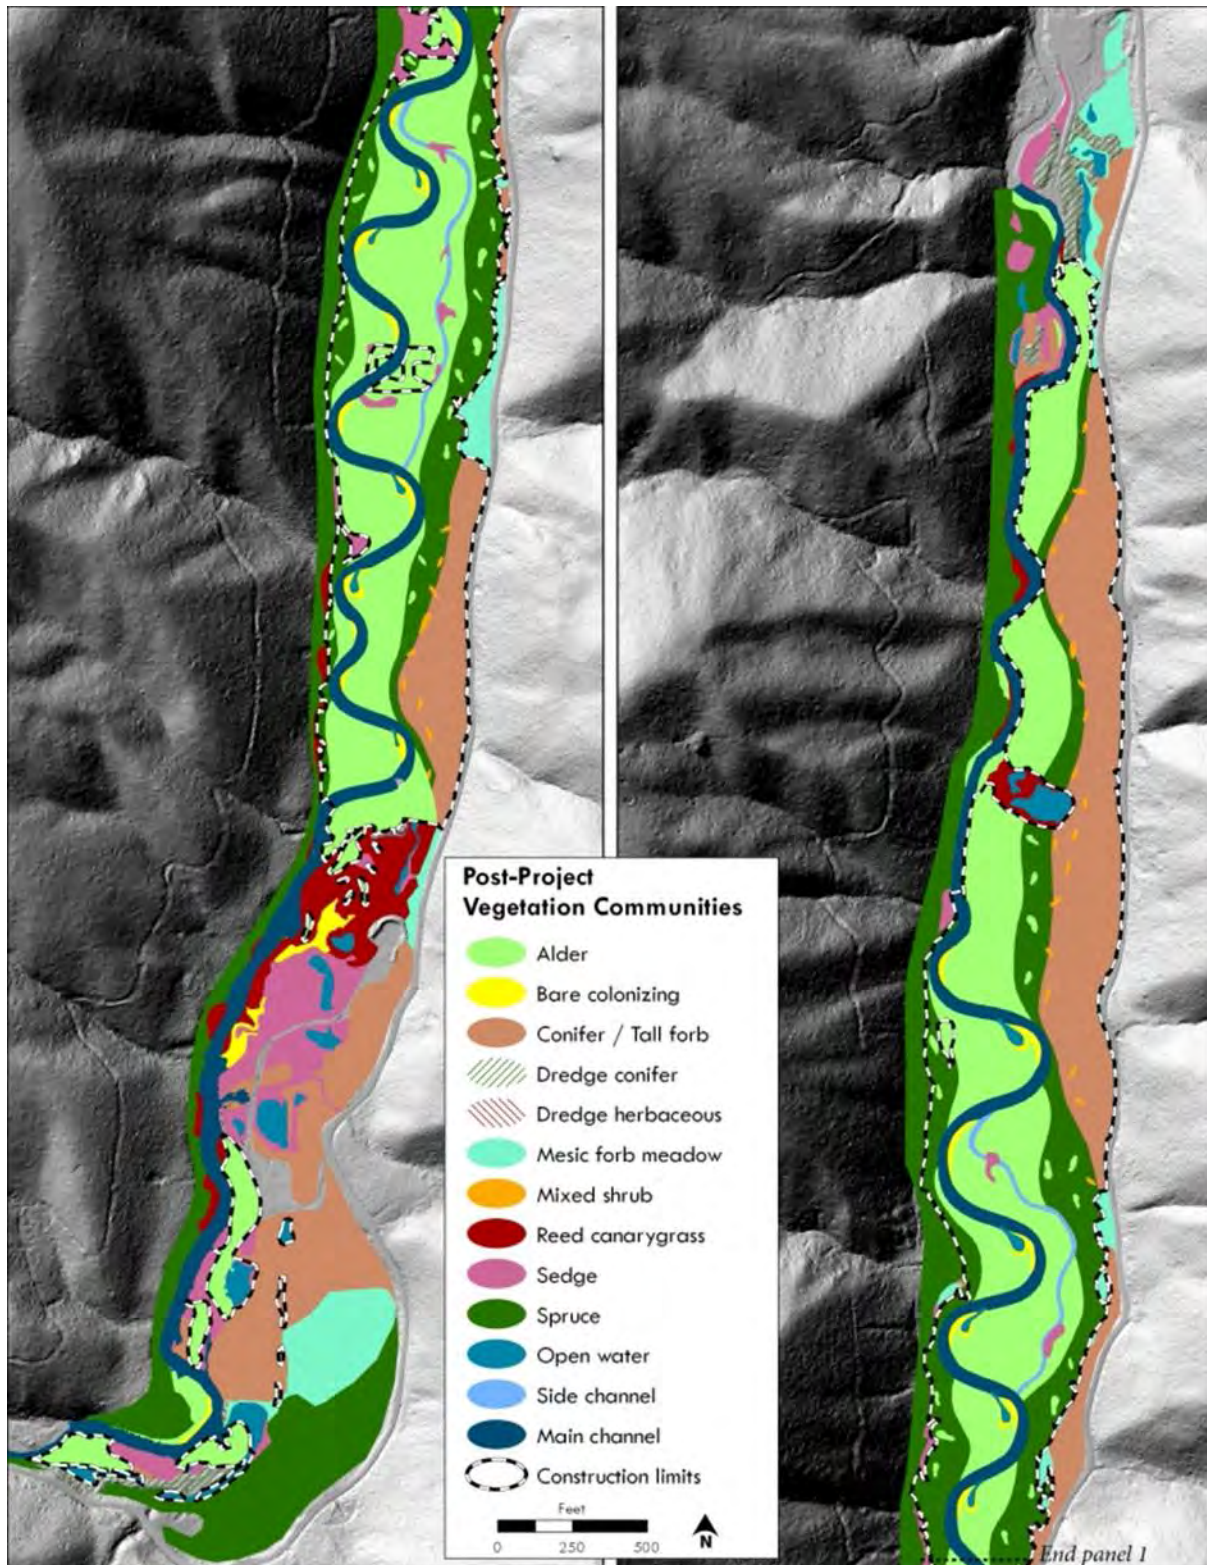 Post-Project
Vegetation Communities
Alder
Bare colonizing
Conifer / Tall forb
Dredge conifer
Dredge herbaceous
Mesic forb meadow
Mixed shrub
Reed canarygrass
Sedge
Spruce
Open water
Side channel
Main channel
Construction limits
Feet
0 250 500
N
End panel 1